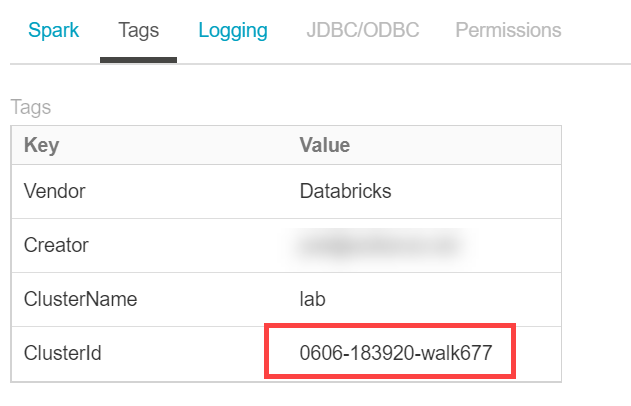 Spark Tags Logging JDBC/ODBC Permissions
Tags
Key Value
Vendor Databricks
Creator
ClusterName lab
ClusterId 0606-183920-walk677